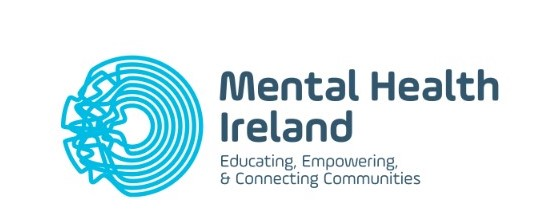 Mental Health
Ireland
Educating, Empowering,
& Connecting Communities